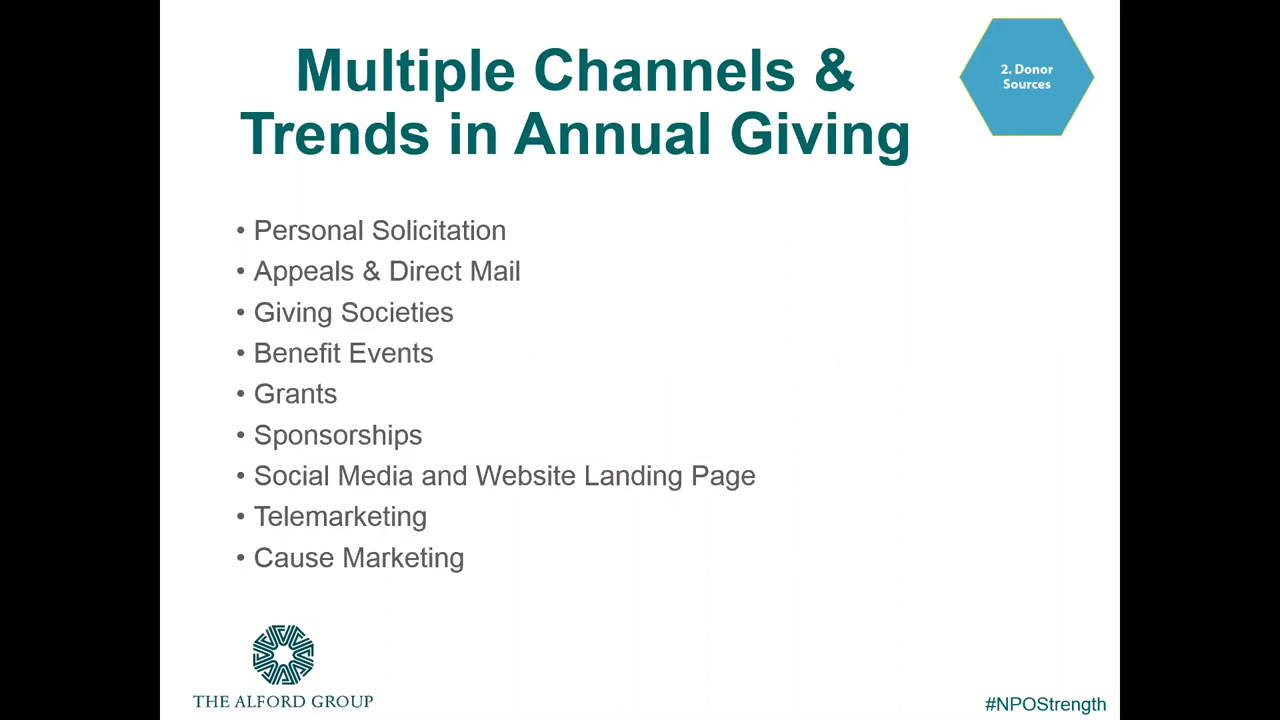 Multiple Channels &
Trends in Annual Giving
2. Donor
Sources
• Personal Solicitation
• Appeals & Direct Mail
• Giving Societies
• Benefit Events
• Grants
• Sponsorships
• Social Media and Website Landing Page
• Telemarketing
• Cause Marketing
THE ALFORD GROUP
#NPOStrength